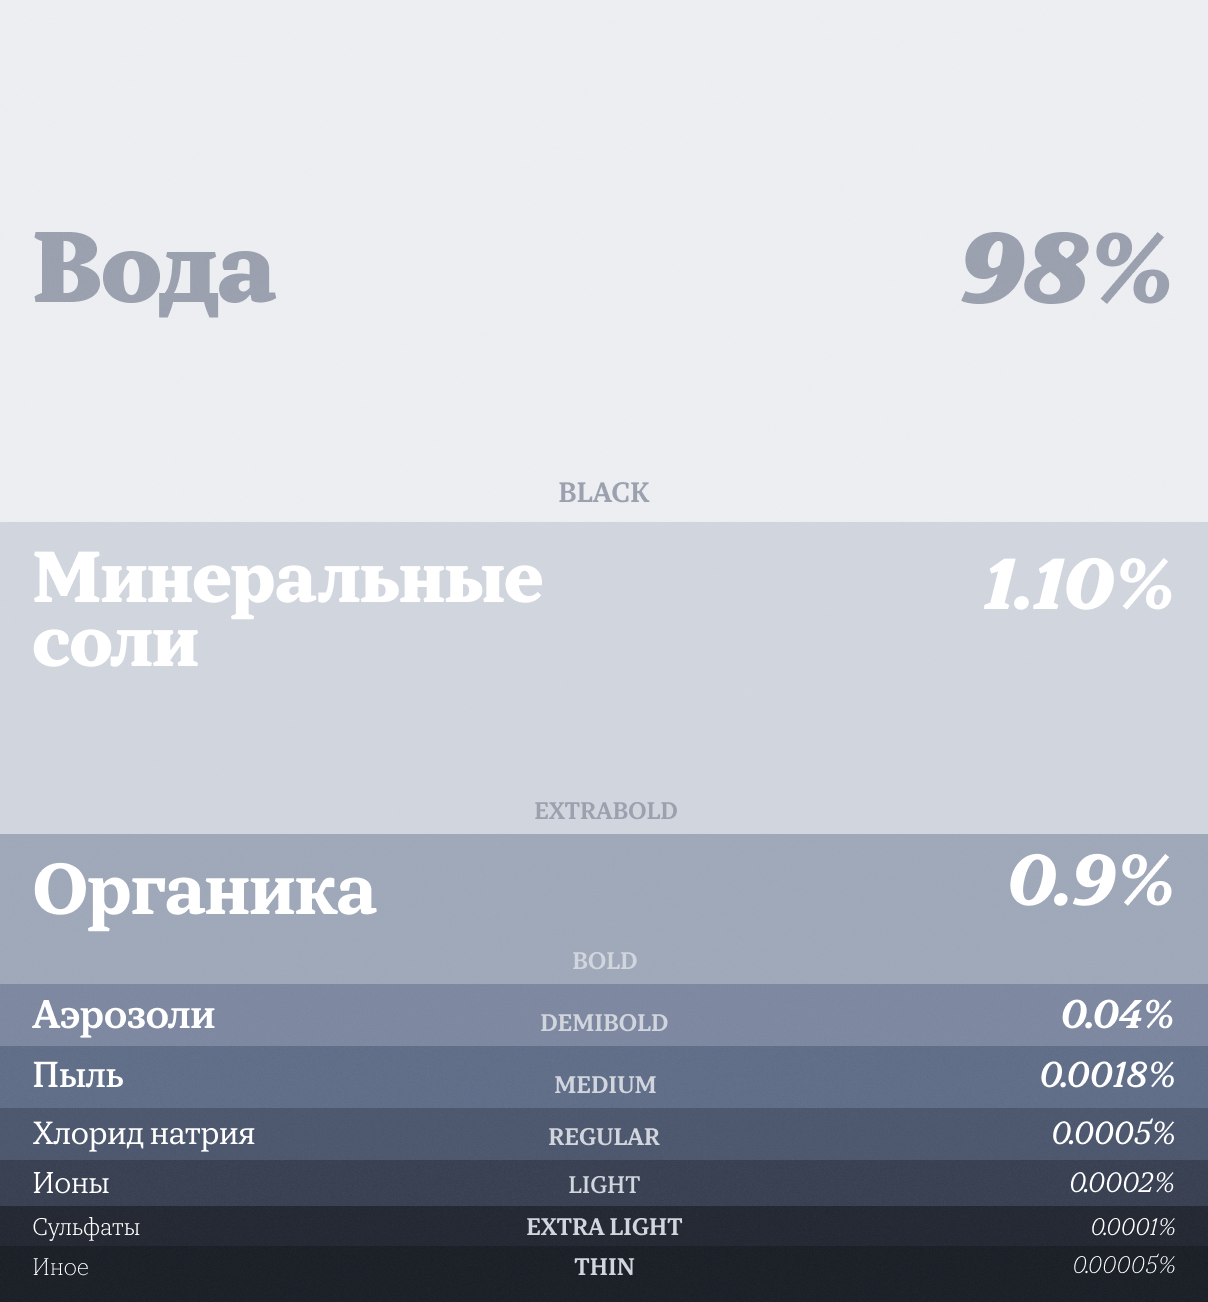 Вода 98%
BLACK
Минеральные 1.10%
соли
EXTRABOLD
Органика 0.9%
BOLD
Аэрозоли DEMIBOLD 0.04%
Пыль MEDIUM 0.0018%
Хлорид натрия REGULAR 0.0005%
Ионы LIGHT 0.0002%
Сульфаты EXTRA LIGHT 0.0001%
Иное THIN 0.00005%